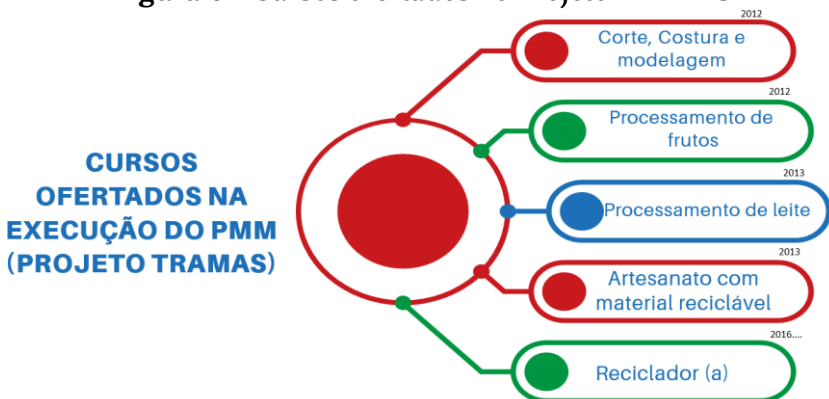 2012
Corte, Costura e
modelagem
2012
Processamento de
frutos
CURSOS
OFERTADOS NA
EXECUÇÃO DO PMM
(PROJETO TRAMAS)
2013
Processamento de leite
2013
Artesanato com
material reciclável
2016....
Reciclador (a)